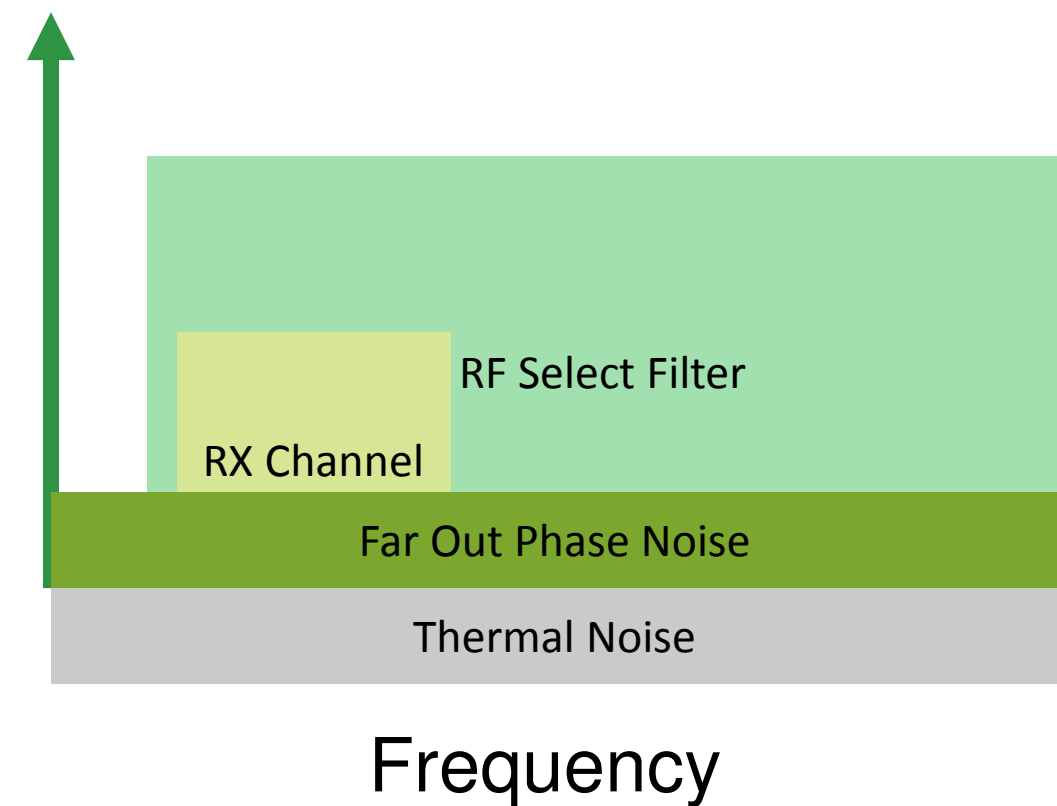 RF Select Filter
RX Channel
Far Out Phase Noise
Thermal Noise
Frequency